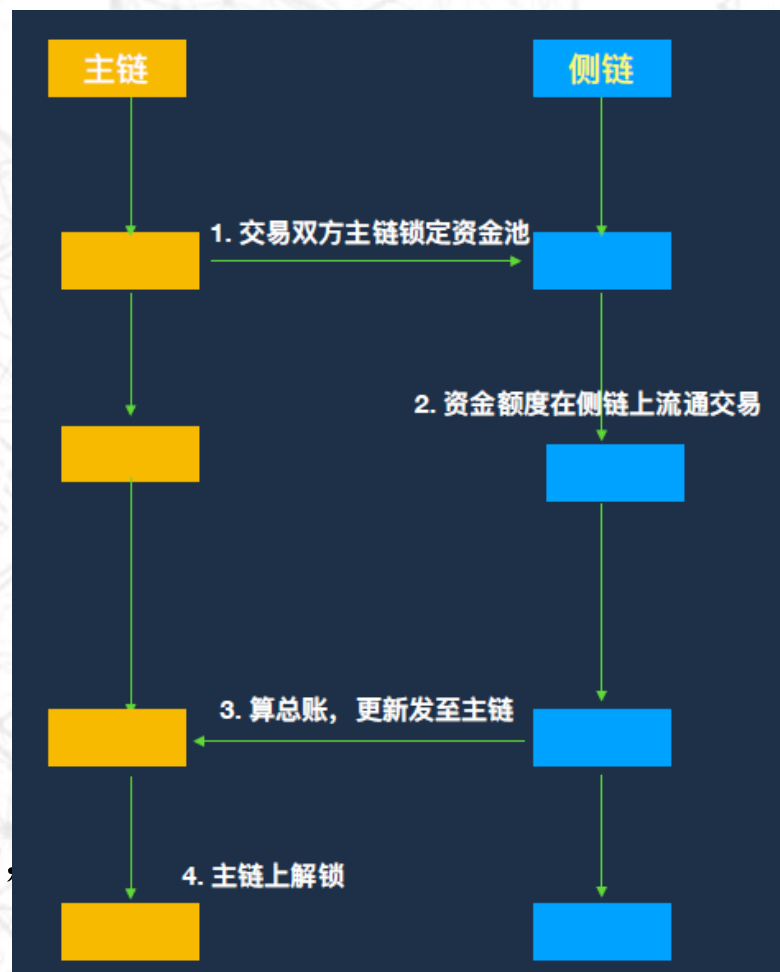 主链
侧链
1. 交易双方主链锁定资金池
2. 资金额度在侧链上流通交易
3. 算总账，更新发至主链
4. 主链上解锁